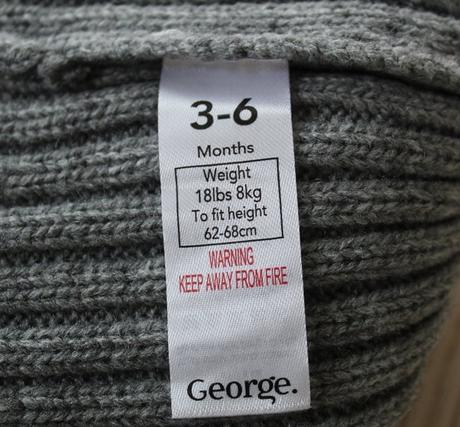 3-6
Months
Weight
18lbs 8kg
To fit height
62-68cm
WARNING
KEEP AWAY FROM FIRE
George.